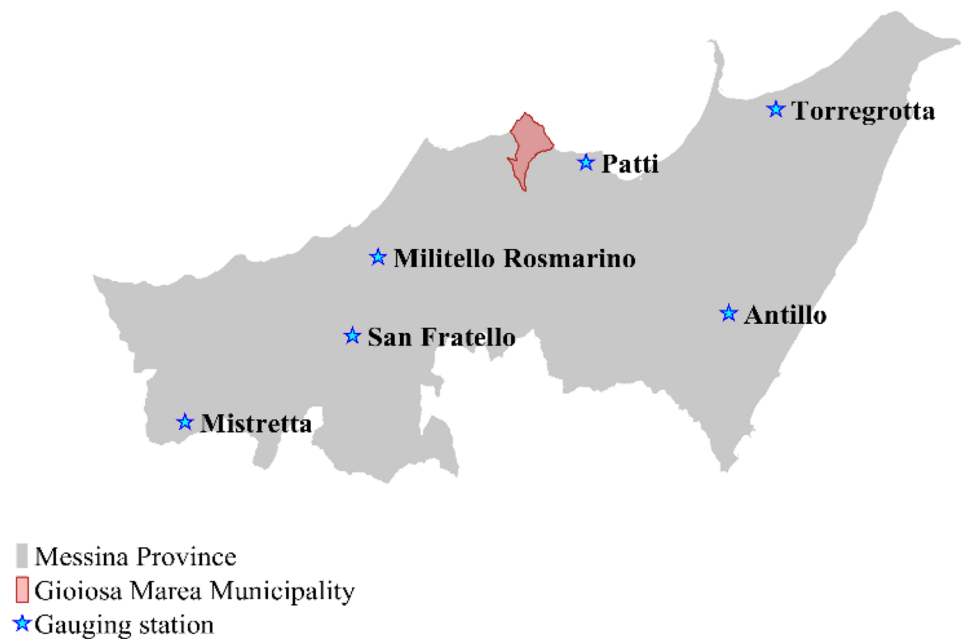 Torregrotta
Patti
Militello Rosmarino
Antillo
San Fratello
Mistretta
Messina Province
Gioiosa Marea Municipality
Gauging station